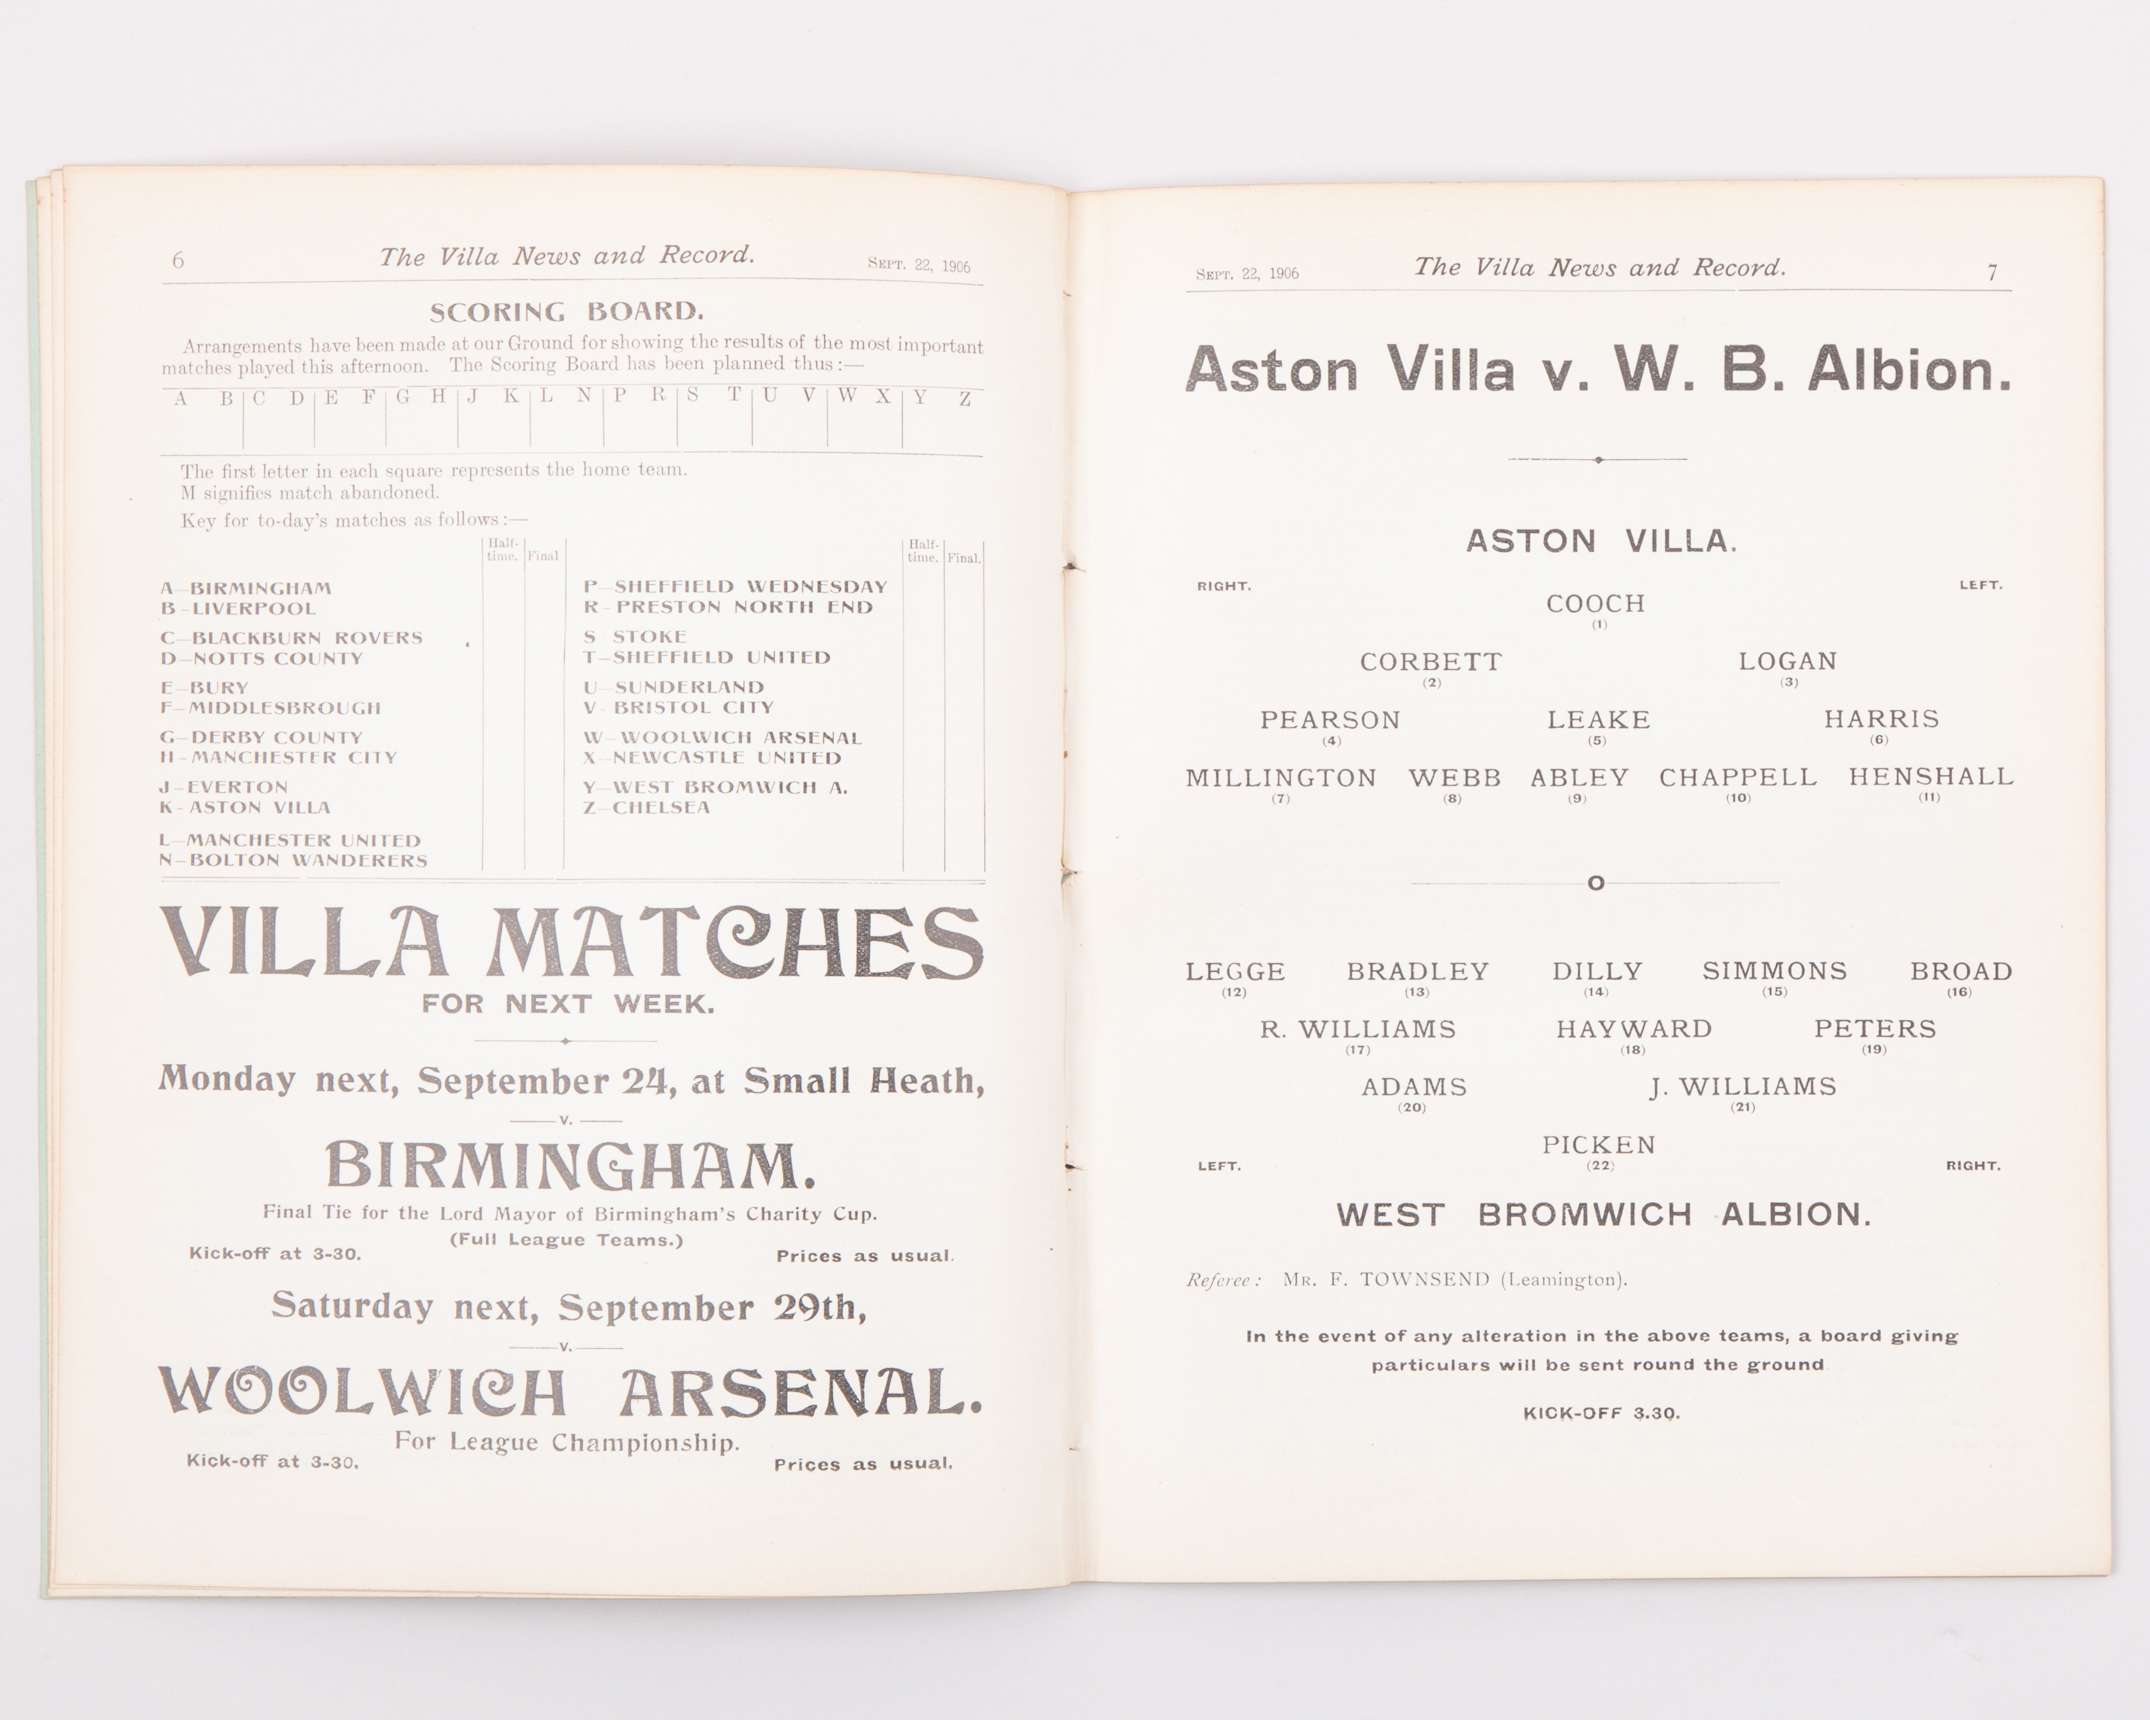 6 The Villa News and Record. SEPT. 22, 1906
SCORING BOARD.
Arrangements have been made at our Ground for showing the results of the most important
matches played this afternoon. The Scoring Board has been planned thus:—
A B C D E F G H J K L N P R S T U V W X Y Z
The first letter in each square represents the home team.
M signifies match abandoned.
Key for to-day's matches as follows:—
Half-time. Final
A—BIRMINGHAM
B—LIVERPOOL
C—BLACKBURN ROVERS
D—NOTTS COUNTY
E—BURY
F—MIDDLESBROUGH
G—DERBY COUNTY
H—MANCHESTER CITY
J—EVERTON
K—ASTON VILLA
L—MANCHESTER UNITED
N—BOLTON WANDERERS
Half-time. Final.
P—SHEFFIELD WEDNESDAY
R—PRESTON NORTH END
S—STOKE
T—SHEFFIELD UNITED
U—SUNDERLAND
V—BRISTOL CITY
W—WOOLWICH ARSENAL
X—NEWCASTLE UNITED
Y—WEST BROMWICH A.
Z—CHELSEA
VILLA MATCHES
FOR NEXT WEEK.
Monday next, September 24, at Small Heath,
v.
BIRMINGHAM.
Final Tie for the Lord Mayor of Birmingham's Charity Cup.
(Full League Teams.)
Kick-off at 3-30. Prices as usual.
Saturday next, September 29th,
v.
WOOLWICH ARSENAL.
For League Championship.
Kick-off at 3-30. Prices as usual.
SEPT. 22, 1906 The Villa News and Record. 7
Aston Villa v. W. B. Albion.
ASTON VILLA.
RIGHT. LEFT.
COOCH
(1)
CORBETT LOGAN
(2) (3)
PEARSON LEAKE HARRIS
(4) (5) (6)
MILLINGTON WEBB ABLEY CHAPPELL HENSHALL
(7) (8) (9) (10) (11)
O
LEGGE BRADLEY DILLY SIMMONS BROAD
(12) (13) (14) (15) (16)
R. WILLIAMS HAYWARD PETERS
(17) (18) (19)
ADAMS J. WILLIAMS
(20) (21)
PICKEN
(22)
LEFT. RIGHT.
WEST BROMWICH ALBION.
Referee: MR. F. TOWNSEND (Leamington).
In the event of any alteration in the above teams, a board giving
particulars will be sent round the ground
KICK-OFF 3.30.